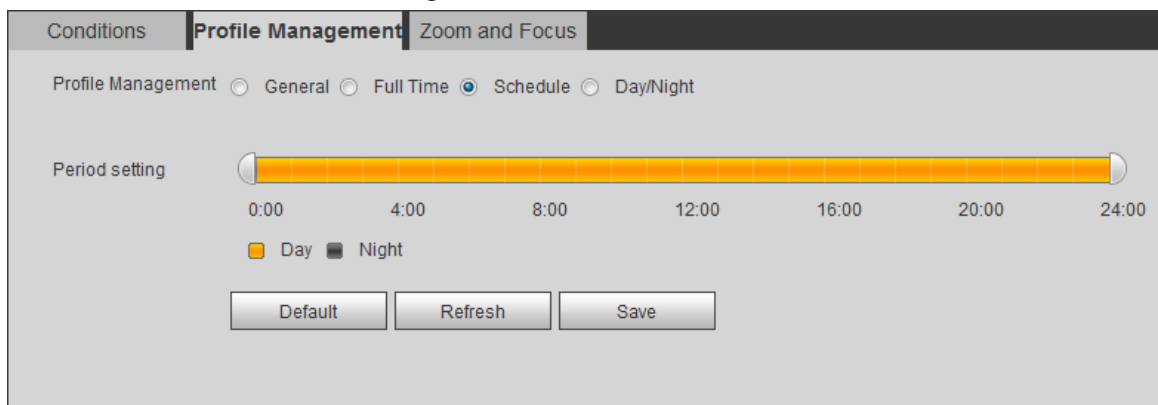 Conditions Profile Management Zoom and Focus
Profile Management General Full Time Schedule Day/Night
Period setting
0:00 4:00 8:00 12:00 16:00 20:00 24:00
Day Night
Default Refresh Save